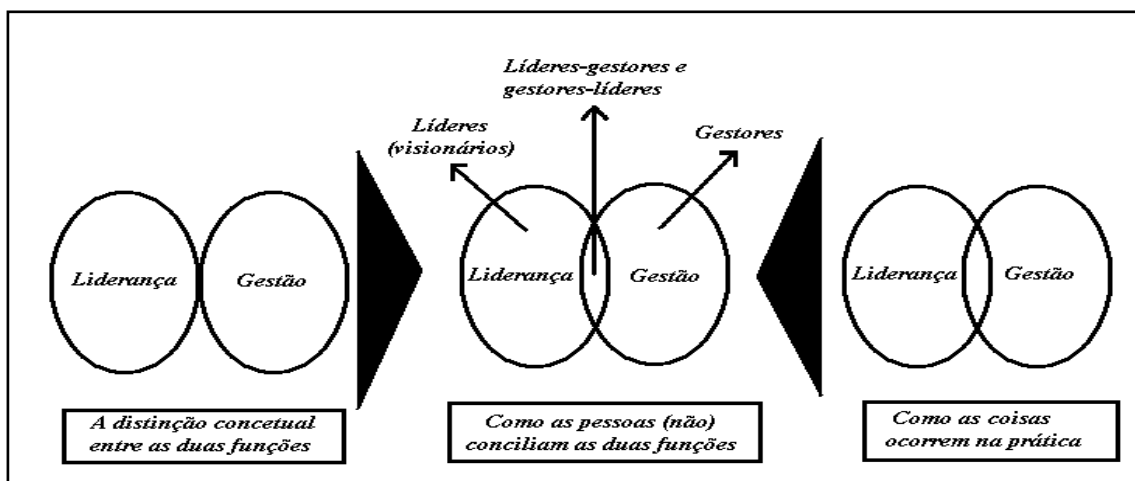 Líderes-gestores e
gestores-líderes
Líderes
(visionários)
Gestores
Liderança
Gestão
Liderança
Gestão
Liderança
Gestão
A distinção concetual
entre as duas funções
Como as pessoas (não)
conciliam as duas funções
Como as coisas
ocorrem na prática